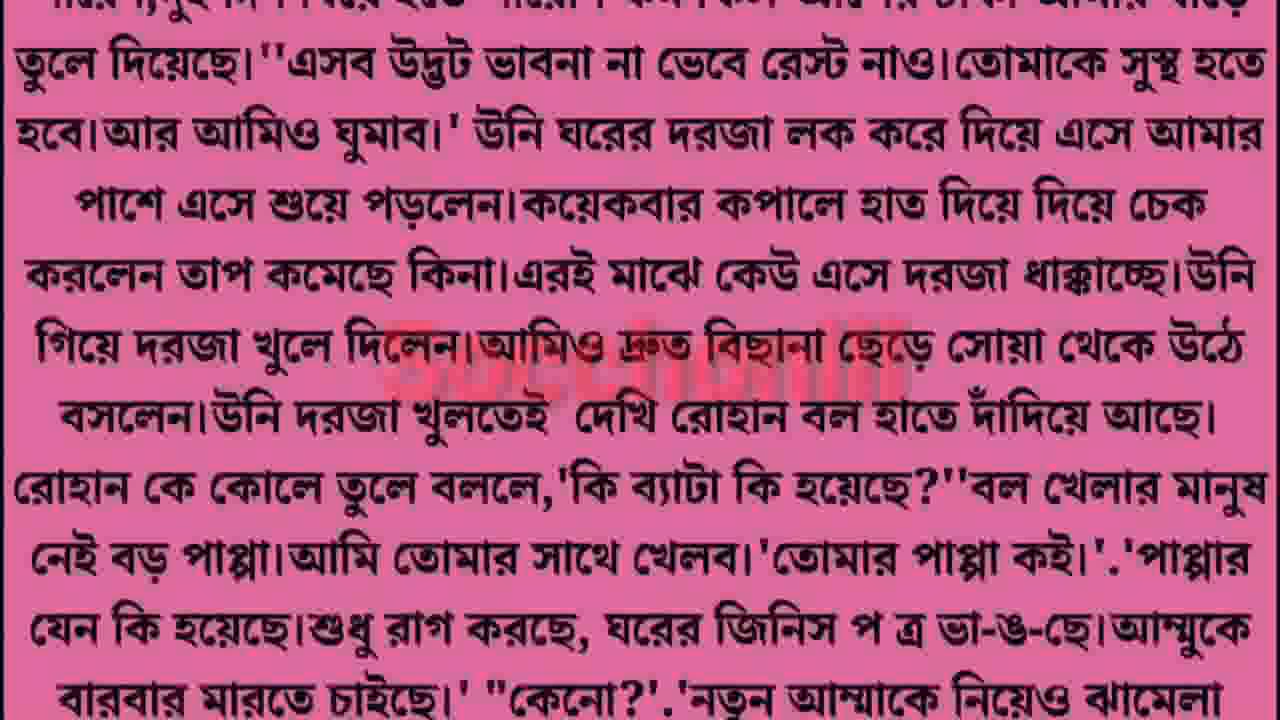 তুলে দিয়েছে।''এসব উদ্ভট ভাবনা না ভেবে রেস্ট নাও।তোমাকে সুস্থ হতে
হবে।আর আমিও ঘুমাব।' উনি ঘরের দরজা লক করে দিয়ে এসে আমার
পাশে এসে শুয়ে পড়লেন।কয়েকবার কপালে হাত দিয়ে দিয়ে চেক
করলেন তাপ কমেছে কিনা।এরই মাঝে কেউ এসে দরজা ধাক্কাচ্ছে।উনি
গিয়ে দরজা খুলে দিলেন।আমিও দ্রুত বিছানা ছেড়ে সোয়া থেকে উঠে
বসলেন।উনি দরজা খুলতেই দেখি রোহান বল হাতে দাঁদিয়ে আছে।
রোহান কে কোলে তুলে বললে,'কি ব্যাটা কি হয়েছে?''বল খেলার মানুষ
নেই বড় পাপ্পা।আমি তোমার সাথে খেলব।'তোমার পাপ্পা কই।'.'পাপ্পার
যেন কি হয়েছে।শুধু রাগ করছে, ঘরের জিনিস প ত্র ভা-ঙ-ছে।আম্মুকে
বারবার মারতে চাইছে।' "কেনো?'.'নতুন আম্মাকে নিয়েও ঝামেলা